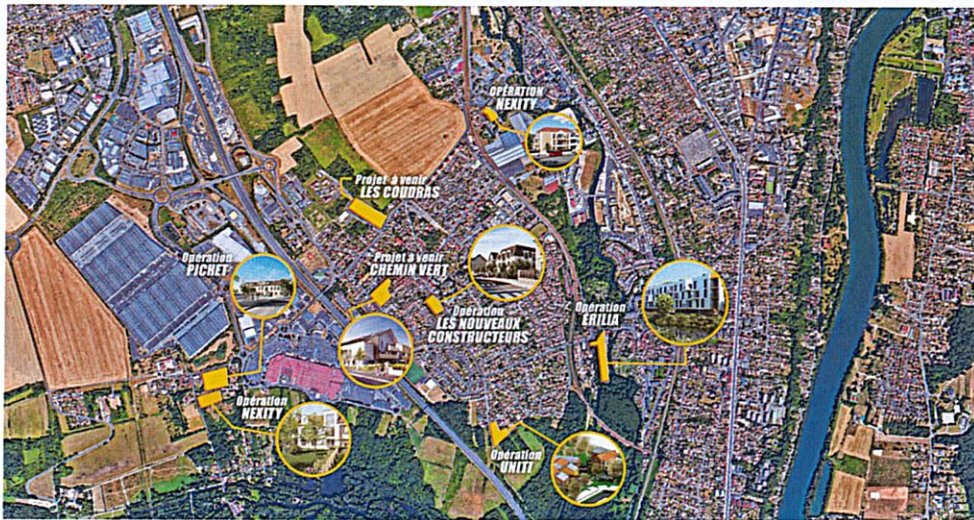 OPÉRATION
NEXITY
Projet à venir
LES COUDRAS
Opération
PICHET
Projet à venir
CHEMIN VERT
Opération
LES NOUVEAUX
CONSTRUCTEURS
Opération
ERILIA
Opération
NEXITY
Opération
UNITI